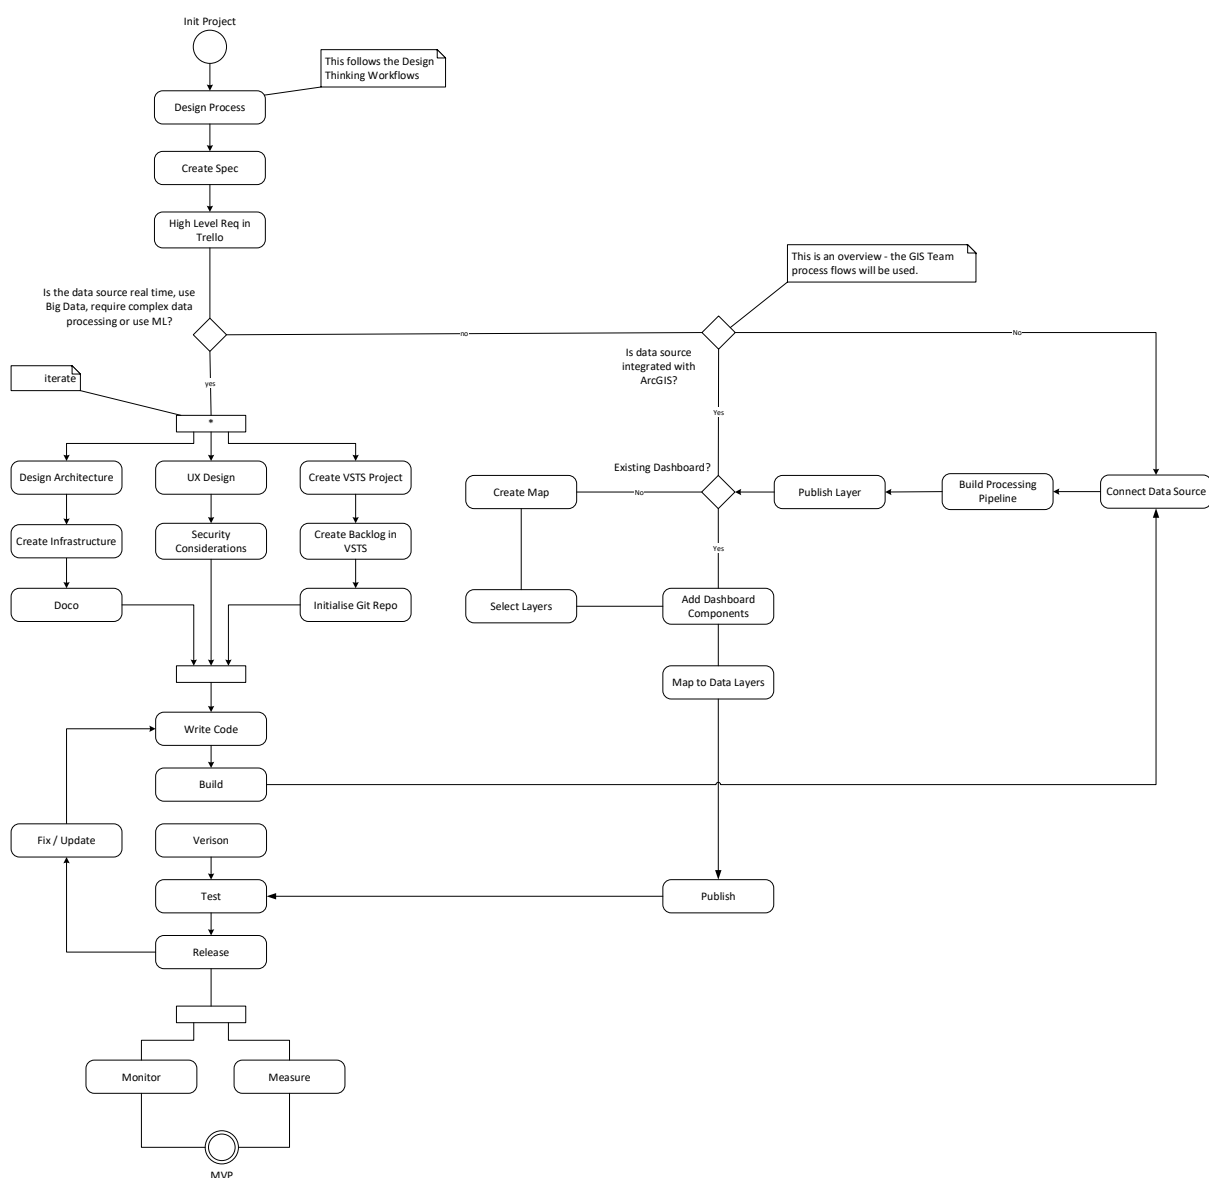 Init Project
This follows the Design
Thinking Workflows
Design Process
Create Spec
High Level Req in
Trello
This is an overview - the GIS Team
process flows will be used.
Is the data source real time, use
Big Data, require complex data
processing or use ML?
no
No
Is data source
integrated with
ArcGIS?
iterate
yes
*
Yes
Design Architecture
UX Design
Create VSTS Project
Existing Dashboard?
Create Map
No
Publish Layer
Build Processing
Pipeline
Connect Data Source
Create Infrastructure
Security
Considerations
Create Backlog in
VSTS
Yes
Doco
Initialise Git Repo
Select Layers
Add Dashboard
Components
Map to Data Layers
Write Code
Build
Fix / Update
Verison
Test
Publish
Release
Monitor
Measure
MVP